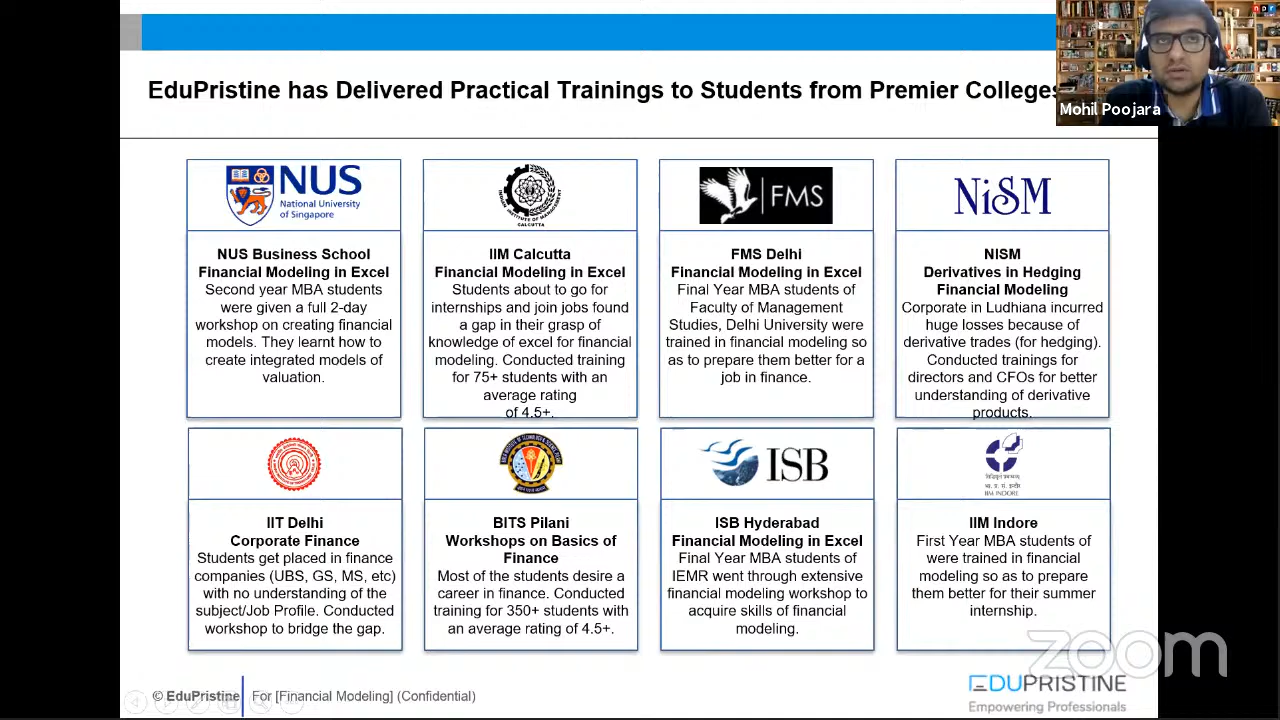 EduPristine has Delivered Practical Trainings to Students from Premier Colleges
Mohil Poojara
NUS
National University
of Singapore
NUS Business School
Financial Modeling in Excel
Second year MBA students
were given a full 2-day
workshop on creating financial
models. They learnt how to
create integrated models of
valuation.
INDIAN INSTITUTE OF MANAGEMENT
CALCUTTA
IIM Calcutta
Financial Modeling in Excel
Students about to go for
internships and join jobs found
a gap in their grasp of
knowledge of excel for financial
modeling. Conducted training
for 75+ students with an
average rating
of 4.5+.
FMS
FMS Delhi
Financial Modeling in Excel
Final Year MBA students of
Faculty of Management
Studies, Delhi University were
trained in financial modeling so
as to prepare them better for a
job in finance.
NiSM
NISM
Derivatives in Hedging
Financial Modeling
Corporate in Ludhiana incurred
huge losses because of
derivative trades (for hedging).
Conducted trainings for
directors and CFOs for better
understanding of derivative
products.
IIT Delhi
Corporate Finance
Students get placed in finance
companies (UBS, GS, MS, etc)
with no understanding of the
subject/Job Profile. Conducted
workshop to bridge the gap.
BITS Pilani
Workshops on Basics of
Finance
Most of the students desire a
career in finance. Conducted
training for 350+ students with
an average rating of 4.5+.
ISB
ISB Hyderabad
Financial Modeling in Excel
Final Year MBA students of
IEMR went through extensive
financial modeling workshop to
acquire skills of financial
modeling.
IIM INDORE
IIM Indore
First Year MBA students of
were trained in financial
modeling so as to prepare
them better for their summer
internship.
zoom
© EduPristine
For [Financial Modeling] (Confidential)
EDUPRISTINE
Empowering Professionals
npr